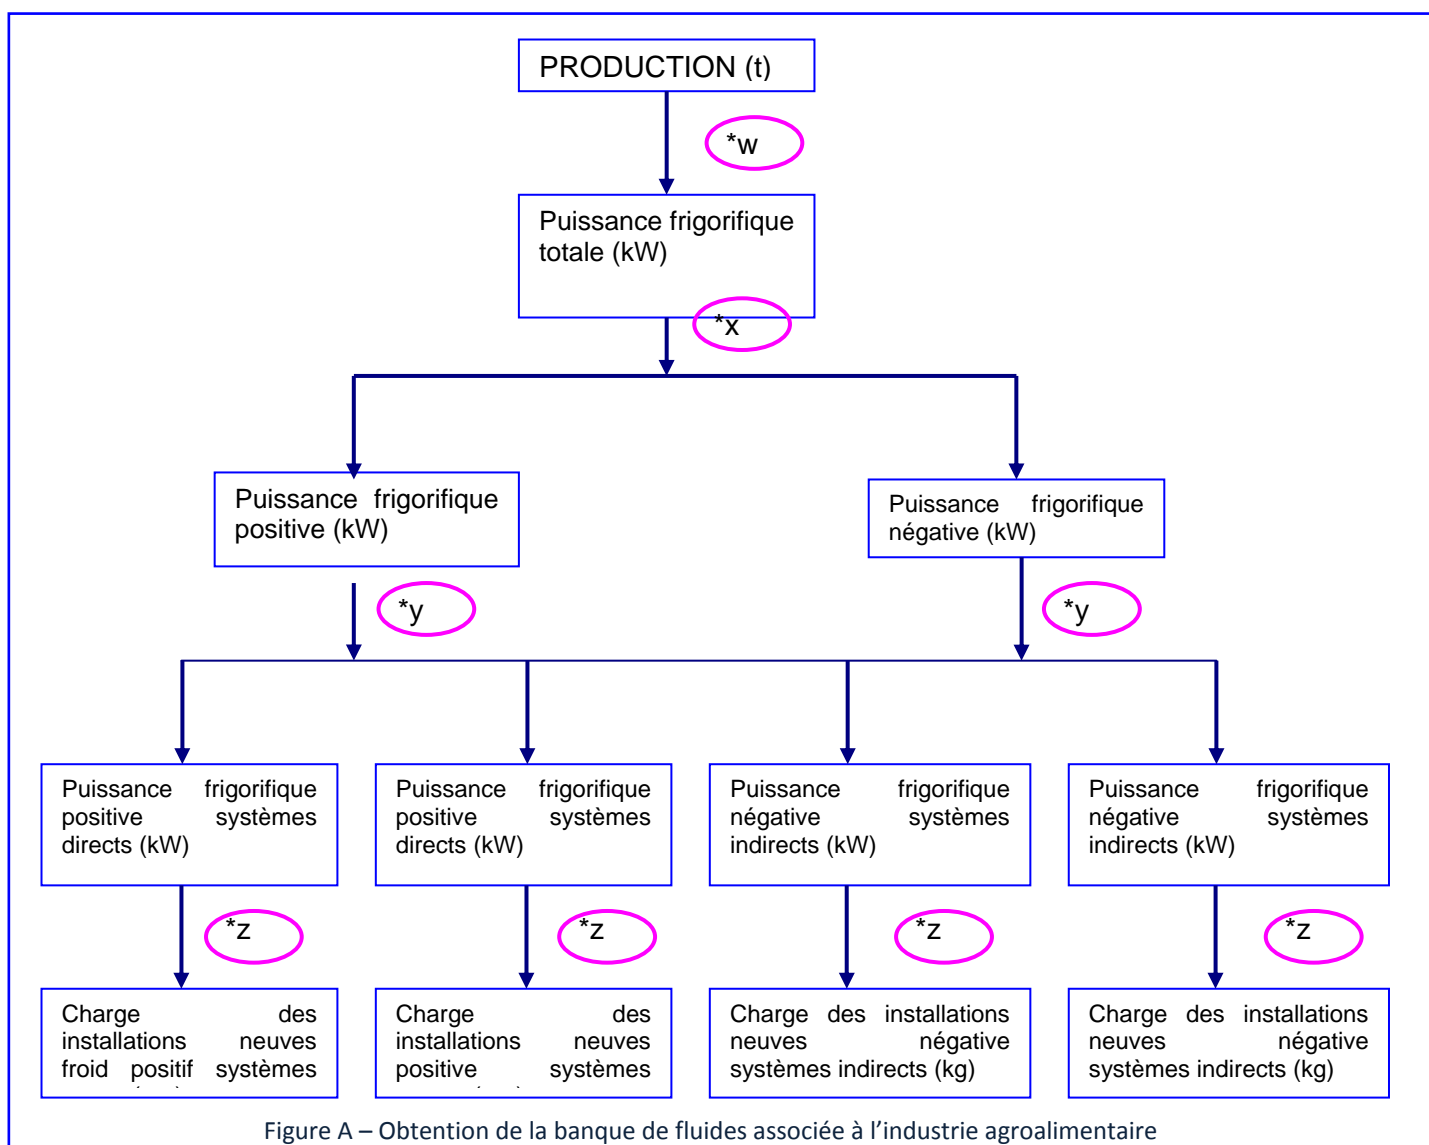 PRODUCTION (t)
*w
Puissance frigorifique
totale (kW)
*x
Puissance frigorifique
positive (kW)
Puissance frigorifique
négative (kW)
*y
*y
Puissance frigorifique
positive systèmes
directs (kW)
Puissance frigorifique
positive systèmes
directs (kW)
Puissance frigorifique
négative systèmes
indirects (kW)
Puissance frigorifique
négative systèmes
indirects (kW)
*z
*z
*z
*z
Charge des
installations neuves
froid positif systèmes
Charge des
installations neuves
positive systèmes
Charge des installations
neuves négative
systèmes indirects (kg)
Charge des installations
neuves négative
systèmes indirects (kg)
Figure A – Obtention de la banque de fluides associée à l’industrie agroalimentaire